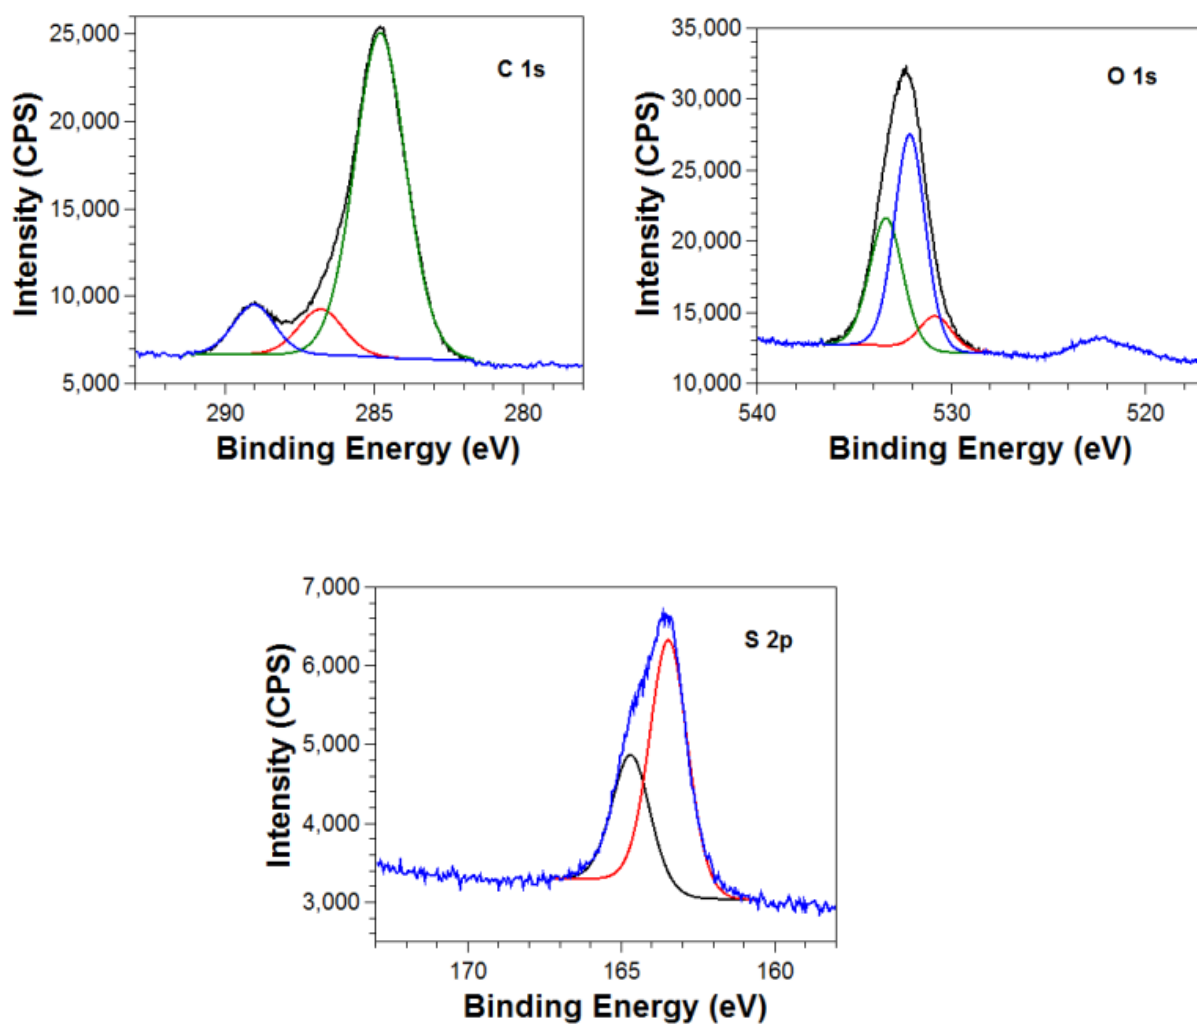 25,000
20,000
15,000
10,000
5,000
Intensity (CPS)
C 1s
290
285
280
Binding Energy (eV)
35,000
30,000
25,000
20,000
15,000
10,000
Intensity (CPS)
O 1s
540
530
520
Binding Energy (eV)
7,000
6,000
5,000
4,000
3,000
Intensity (CPS)
S 2p
170
165
160
Binding Energy (eV)